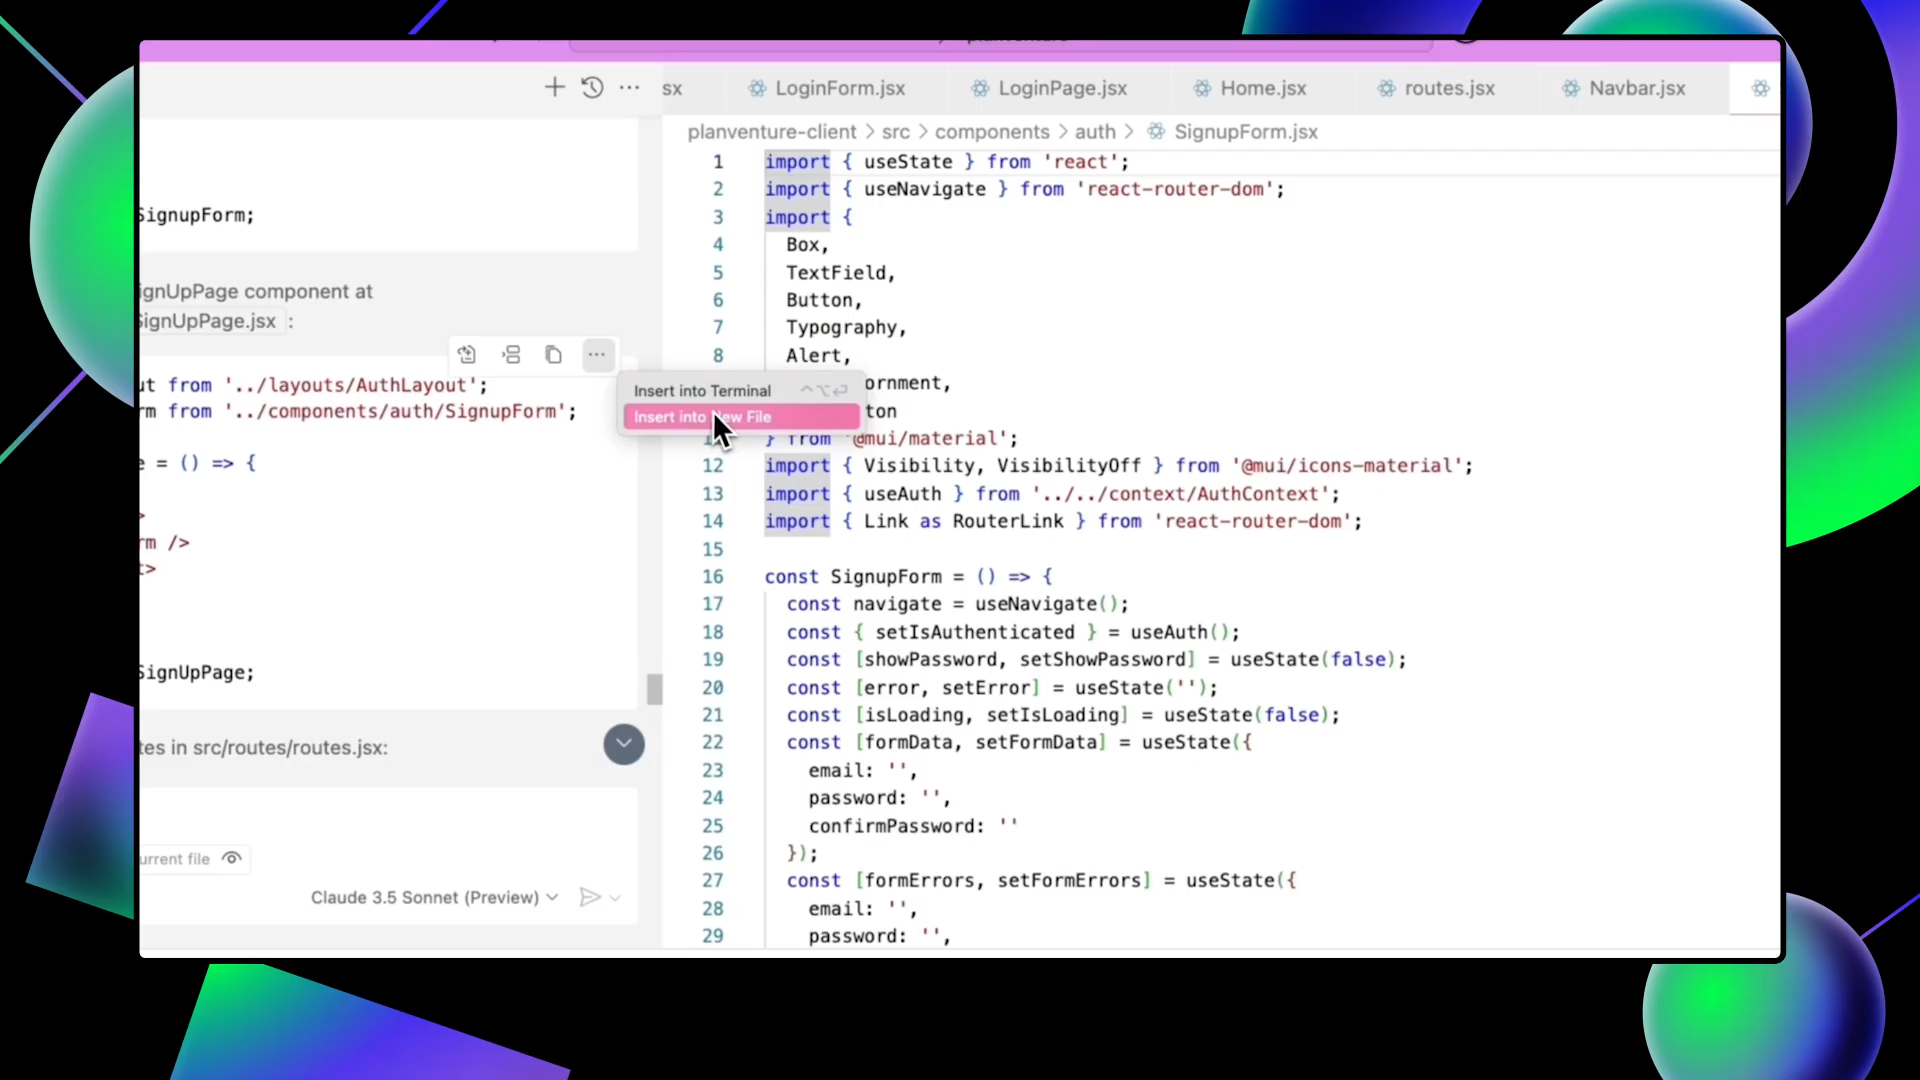 sx
LoginForm.jsx
LoginPage.jsx
Home.jsx
routes.jsx
Navbar.jsx
planventure-client > src > components > auth > SignupForm.jsx
SignupForm;
ignUpPage component at
SignUpPage.jsx :
ut from '../layouts/AuthLayout';
rm from '../components/auth/SignupForm';
e = () => {
>
rm />
t>
SignUpPage;
tes in src/routes/routes.jsx:
urrent file
Claude 3.5 Sonnet (Preview)
Insert into Terminal ^⌥⏎
Insert into New File
1 import { useState } from 'react';
2 import { useNavigate } from 'react-router-dom';
3 import {
4 Box,
5 TextField,
6 Button,
7 Typography,
8 Alert,
ornment,
ton
} from '@mui/material';
12 import { Visibility, VisibilityOff } from '@mui/icons-material';
13 import { useAuth } from '../../context/AuthContext';
14 import { Link as RouterLink } from 'react-router-dom';
15
16 const SignupForm = () => {
17 const navigate = useNavigate();
18 const { setIsAuthenticated } = useAuth();
19 const [showPassword, setShowPassword] = useState(false);
20 const [error, setError] = useState('');
21 const [isLoading, setIsLoading] = useState(false);
22 const [formData, setFormData] = useState({
23 email: '',
24 password: '',
25 confirmPassword: ''
26 });
27 const [formErrors, setFormErrors] = useState({
28 email: '',
29 password: '',